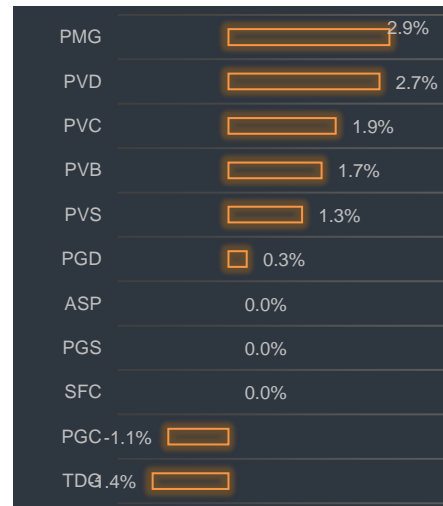 PMG 2.9%
PVD 2.7%
PVC 1.9%
PVB 1.7%
PVS 1.3%
PGD 0.3%
ASP 0.0%
PGS 0.0%
SFC 0.0%
PGC -1.1%
TDG -1.4%